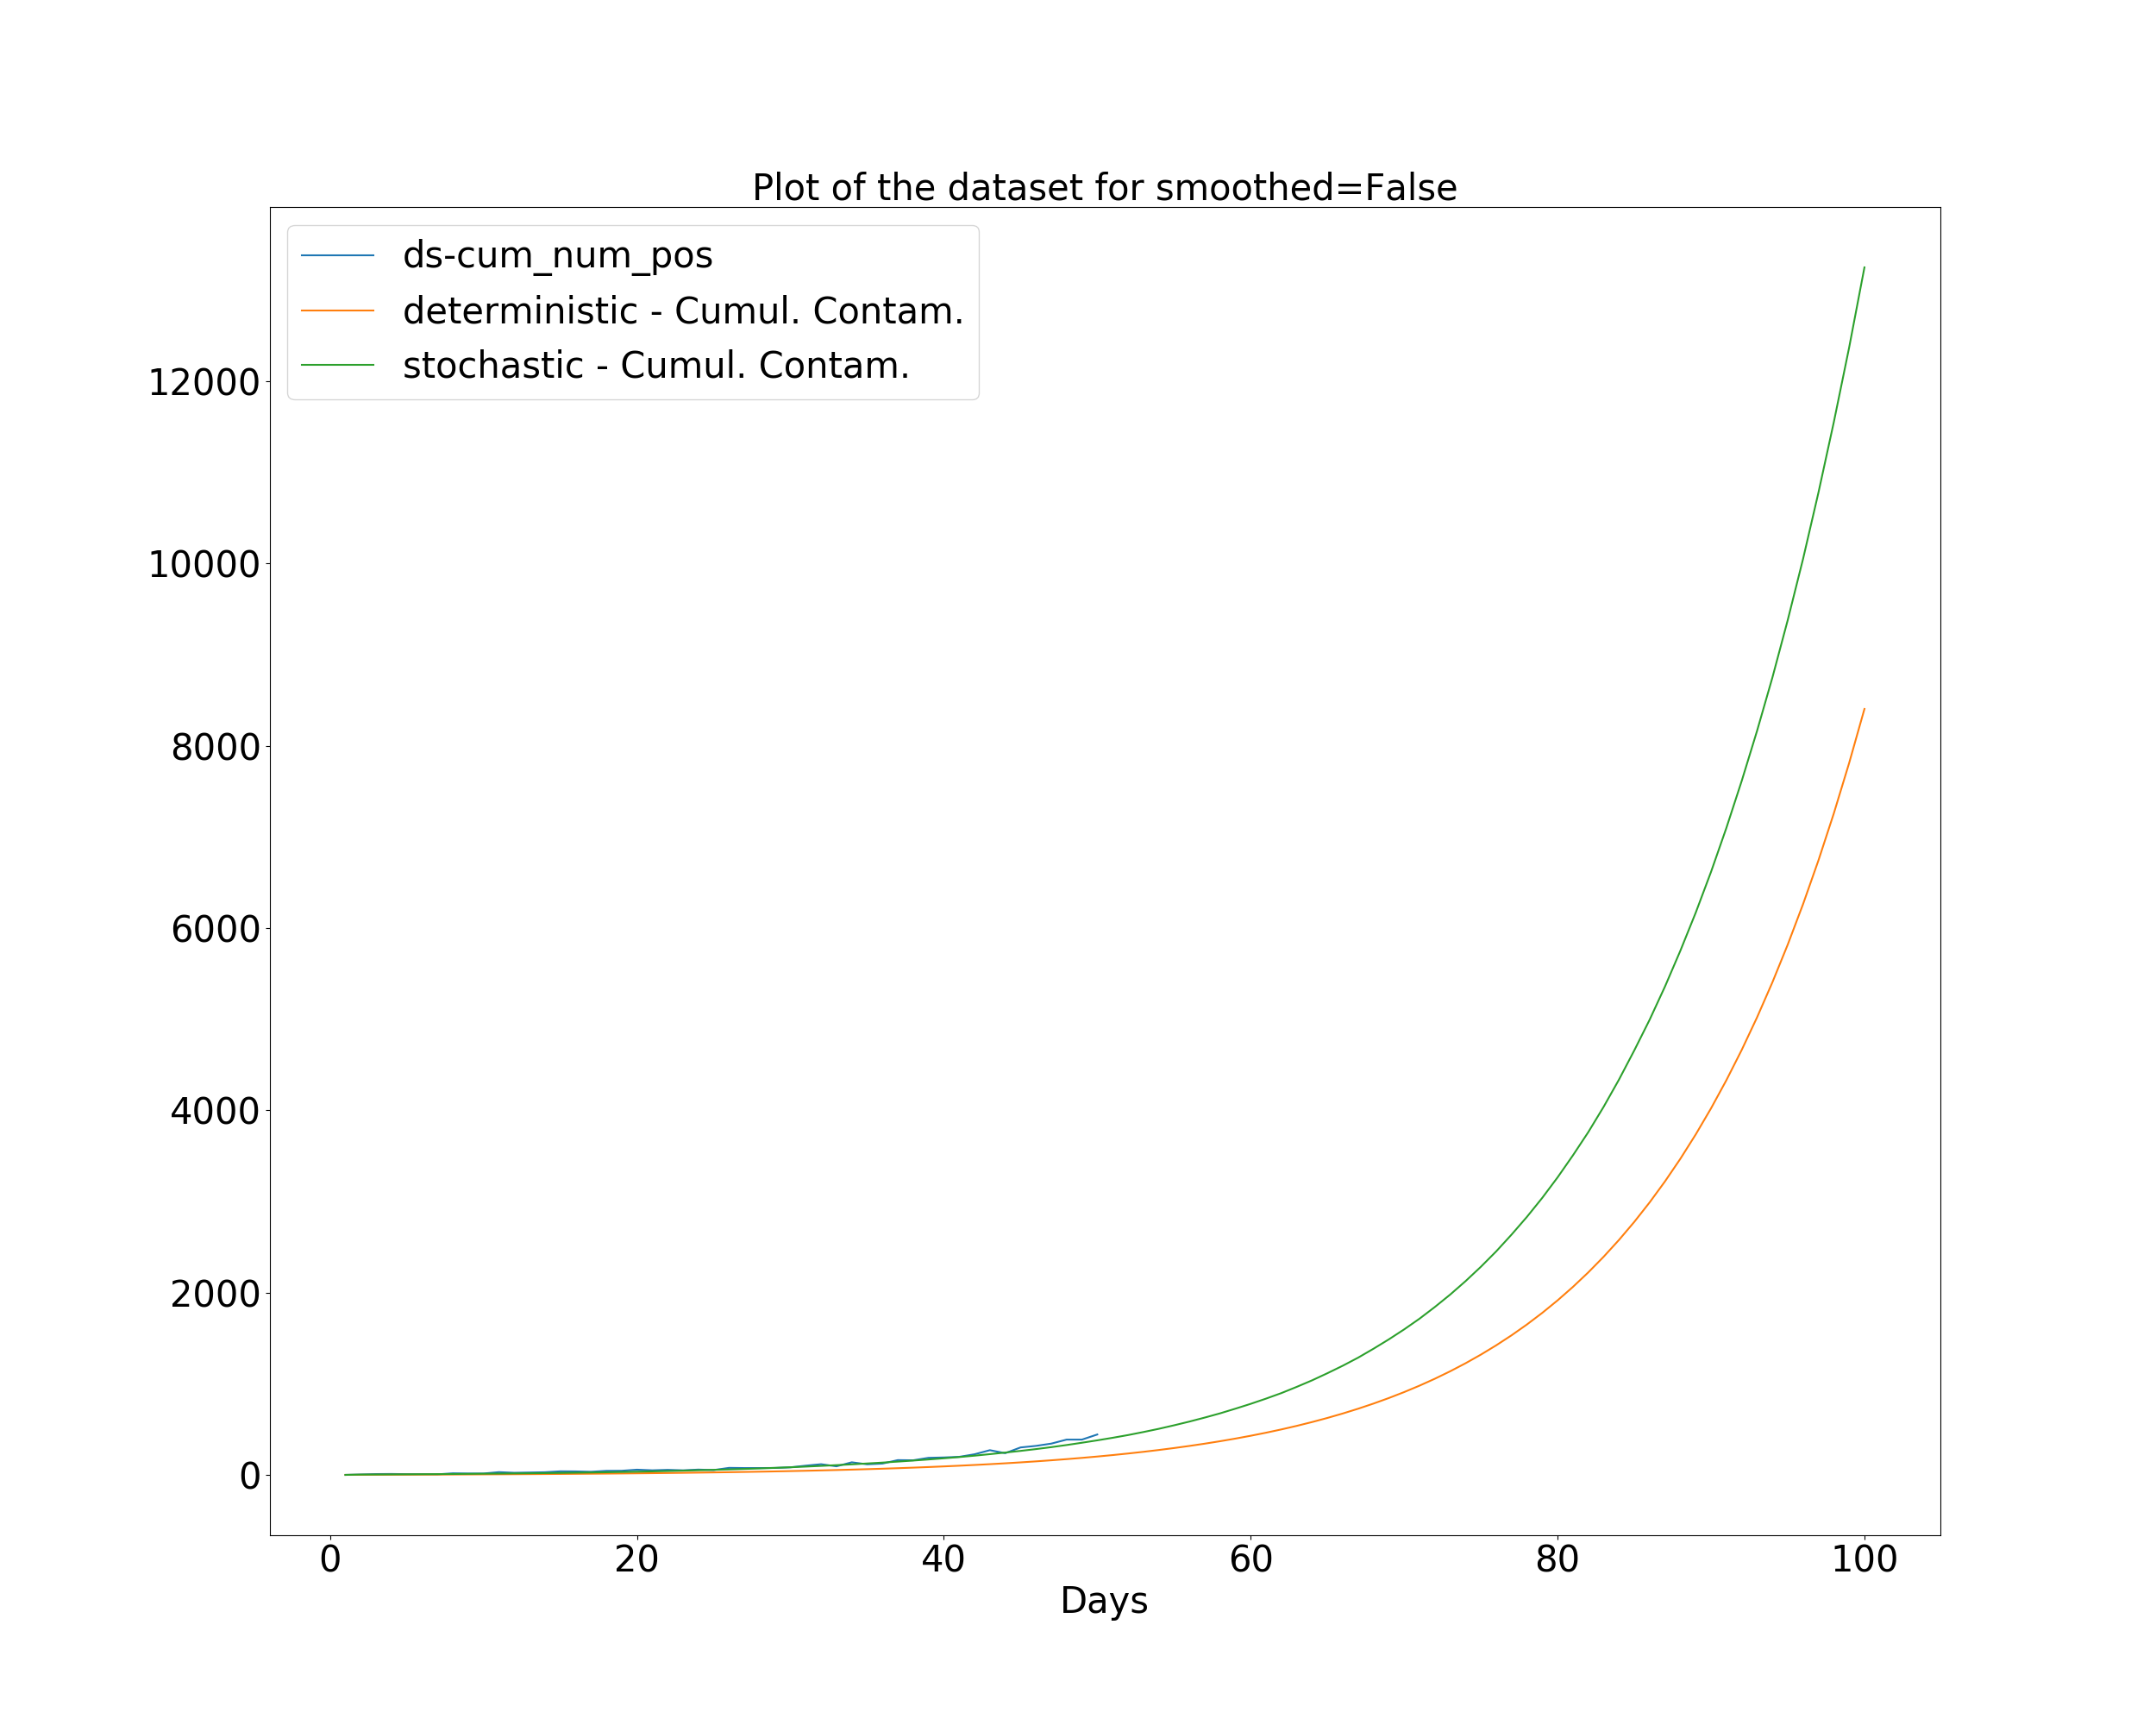 Plot of the dataset for smoothed=False
ds-cum_num_pos
deterministic - Cumul. Contam.
stochastic - Cumul. Contam.
12000
10000
8000
6000
4000
2000
0
0 20 40 60 80 100
Days